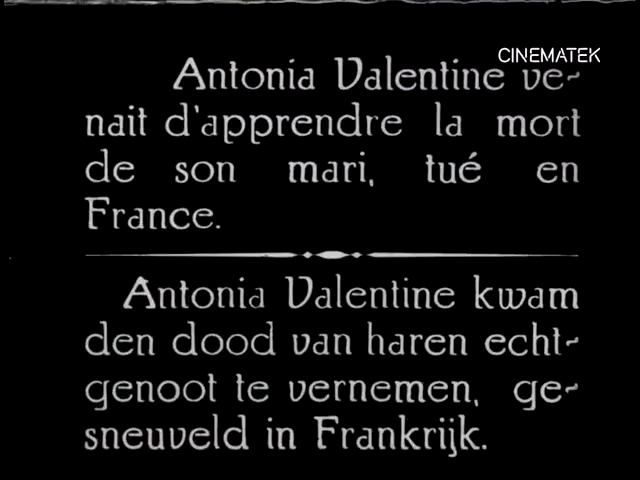 CINEMATEK
Antonia Valentine ve-
nait d'apprendre la mort
de son mari, tué en
France.
Antonia Valentine kwam
den dood van haren echt-
genoot te vernemen, ge-
sneuveld in Frankrijk.